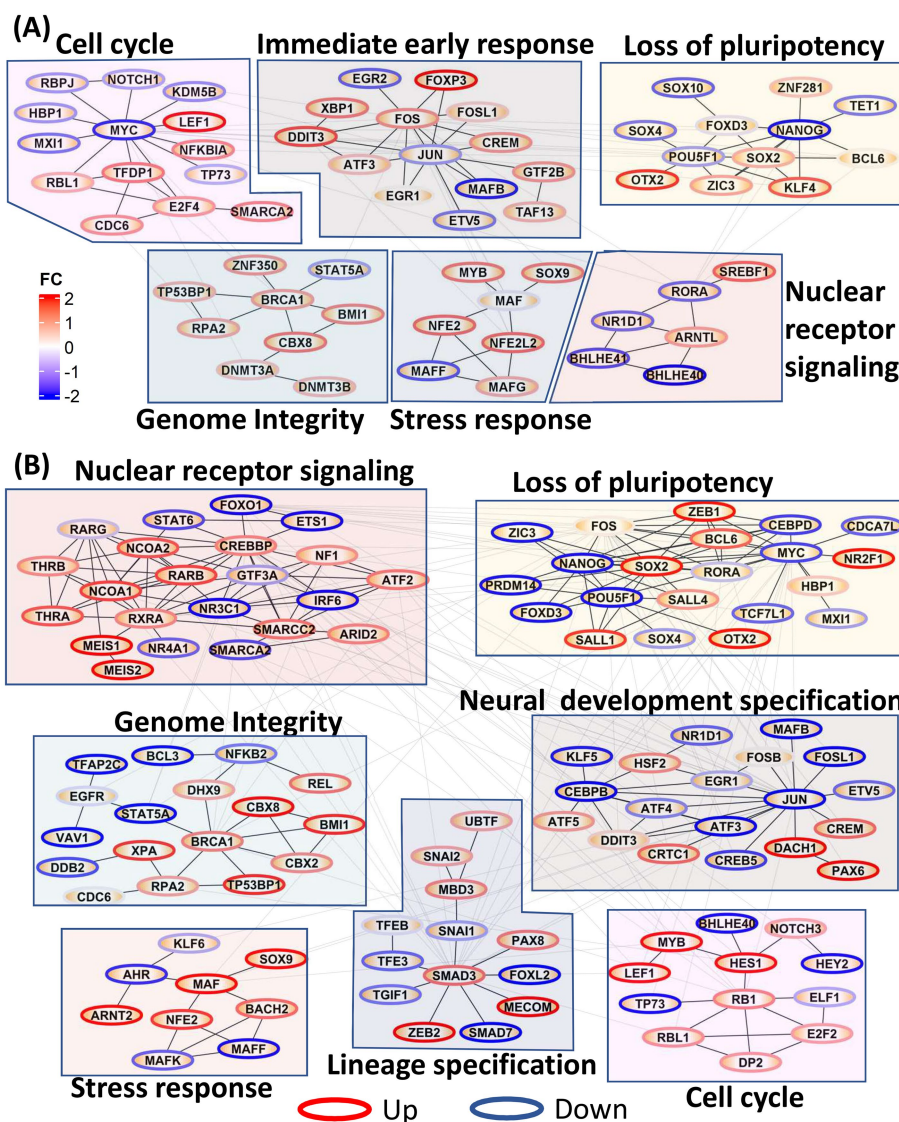 (A)
Cell cycle
Immediate early response
Loss of pluripotency
RBPJ
NOTCH1
KDM5B
HBP1
LEF1
MYC
MXI1
NFKBIA
TFDP1
TP73
RBL1
E2F4
SMARCA2
CDC6
EGR2
FOXP3
XBP1
FOSL1
FOS
DDIT3
CREM
JUN
ATF3
GTF2B
MAFB
EGR1
TAF13
ETV5
SOX10
ZNF281
TET1
SOX4
FOXD3
NANOG
POU5F1
SOX2
BCL6
OTX2
ZIC3
KLF4
FC
2
1
0
-1
-2
ZNF350
STAT5A
TP53BP1
BRCA1
BMI1
RPA2
CBX8
DNMT3A
DNMT3B
MYB
SOX9
MAF
NFE2
NFE2L2
MAFF
MAFG
SREBF1
RORA
NR1D1
ARNTL
BHLHE41
BHLHE40
Nuclear
receptor
signaling
Genome Integrity
Stress response
(B)
Nuclear receptor signaling
Loss of pluripotency
FOXO1
STAT6
ETS1
RARG
NCOA2
CREBBP
NF1
THRB
RARB
GTF3A
ATF2
NCOA1
NR3C1
IRF6
THRA
RXRA
SMARCC2
ARID2
MEIS1
NR4A1
SMARCA2
MEIS2
ZEB1
FOS
CEBPD
CDCA7L
ZIC3
BCL6
MYC
NANOG
SOX2
RORA
NR2F1
PRDM14
HBP1
POU5F1
SALL4
FOXD3
TCF7L1
MXI1
SALL1
SOX4
OTX2
Genome Integrity
Neural development specification
BCL3
NFKB2
TFAP2C
DHX9
REL
EGFR
CBX8
STAT5A
BMI1
VAV1
BRCA1
XPA
CBX2
DDB2
RPA2
TP53BP1
CDC6
NR1D1
MAFB
KLF5
HSF2
FOSB
FOSL1
EGR1
CEBPB
JUN
ETV5
ATF4
ATF5
ATF3
CREM
DDIT3
CRTC1
DACH1
CREB5
PAX6
UBTF
SNAI2
MBD3
TFEB
SNAI1
PAX8
TFE3
SMAD3
FOXL2
TGIF1
MECOM
ZEB2
SMAD7
KLF6
SOX9
AHR
MAF
ARNT2
BACH2
NFE2
MAFK
MAFF
BHLHE40
NOTCH3
MYB
HES1
LEF1
HEY2
TP73
RB1
ELF1
RBL1
E2F2
DP2
Stress response
Lineage specification
Cell cycle
Up
Down